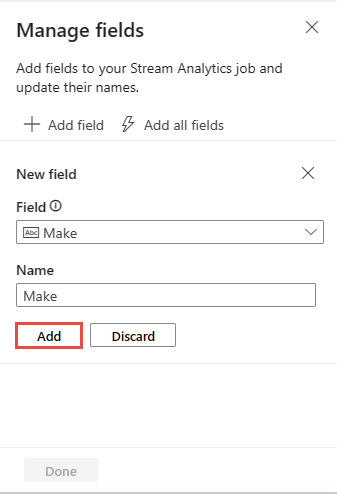 Manage fields
Add fields to your Stream Analytics job and
update their names.
Add field Add all fields
New field
Field
Abc Make
Name
Make
Add Discard
Done